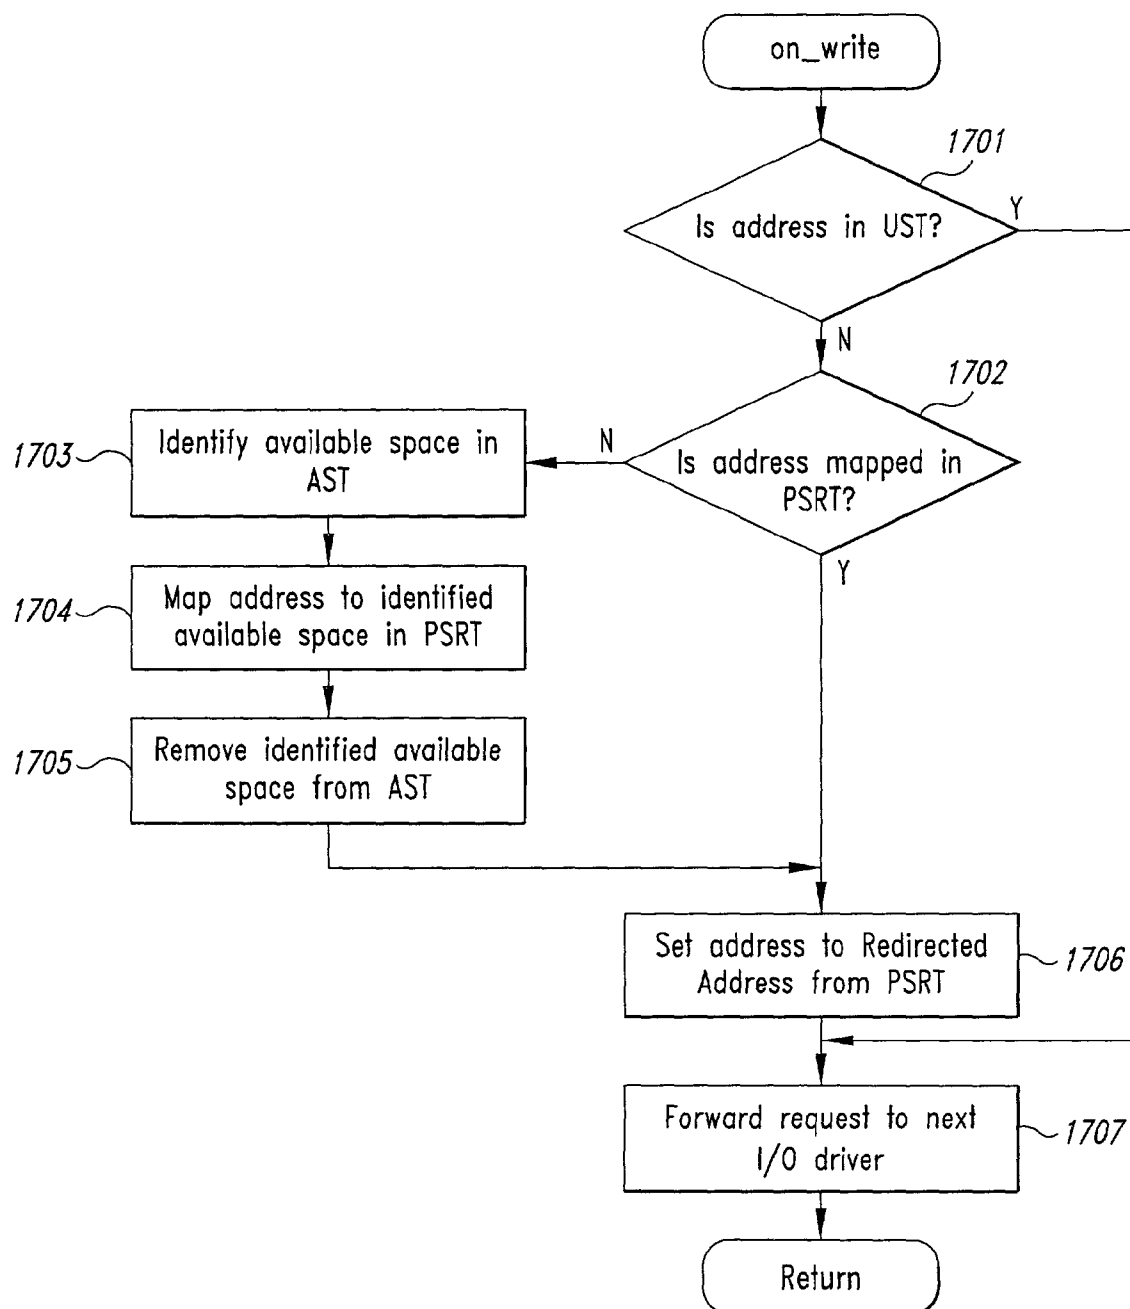 on_write
1701
Is address in UST?
Y
N
1702
Is address mapped in
PSRT?
N
Y
1703
Identify available space in
AST
1704
Map address to identified
available space in PSRT
1705
Remove identified available
space from AST
Set address to Redirected
Address from PSRT
1706
Forward request to next
I/O driver
1707
Return